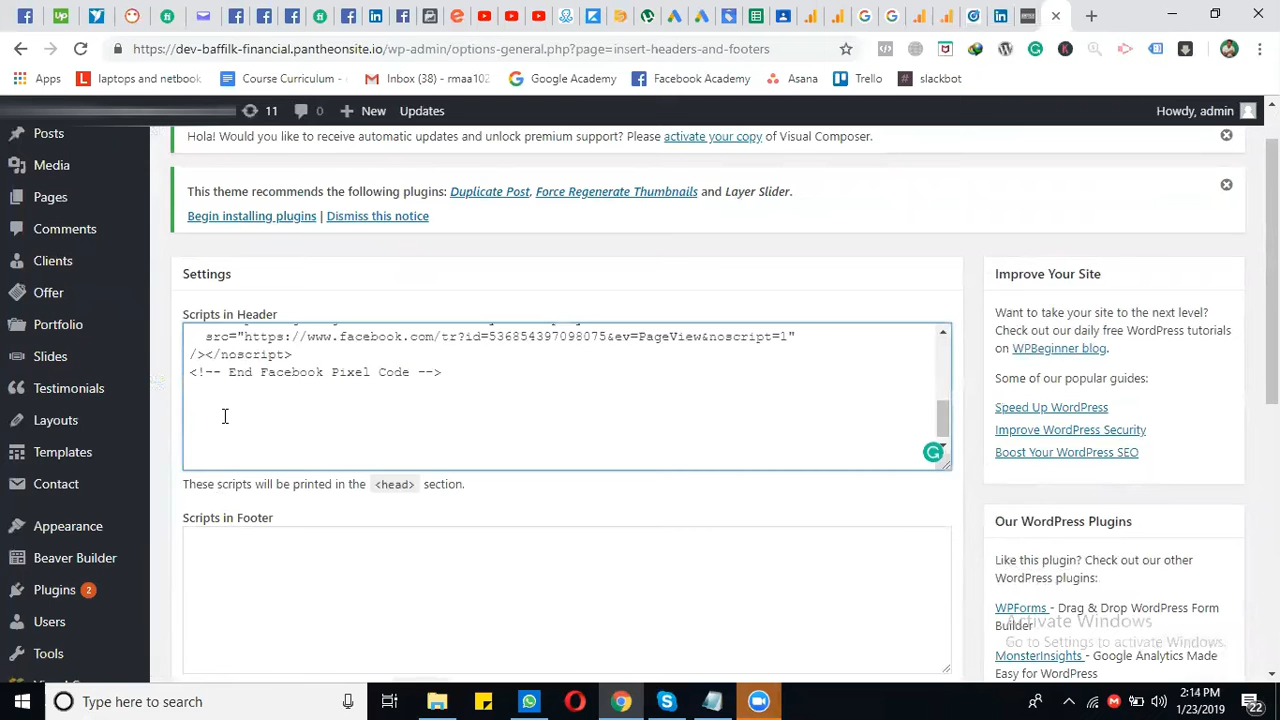 https://dev-baffilk-financial.pantheonsite.io/wp-admin/options-general.php?page=insert-headers-and-footers
Apps
laptops and netbook
Course Curriculum -
Inbox (38) - rmaa102
Google Academy
Facebook Academy
Asana
Trello
slackbot
11
0
New
Updates
Howdy, admin
Posts
Media
Pages
Comments
Clients
Offer
Portfolio
Slides
Testimonials
Layouts
Templates
Contact
Appearance
Beaver Builder
Plugins 2
Users
Tools
Hola! Would you like to receive automatic updates and unlock premium support? Please activate your copy of Visual Composer.
This theme recommends the following plugins: Duplicate Post, Force Regenerate Thumbnails and Layer Slider.
Begin installing plugins | Dismiss this notice
Settings
Scripts in Header
src="https://www.facebook.com/tr?id=536854397098075&ev=PageView&noscript=1"
/></noscript>
<!-- End Facebook Pixel Code -->
These scripts will be printed in the <head> section.
Scripts in Footer
Improve Your Site
Want to take your site to the next level?
Check out our daily free WordPress tutorials
on WPBeginner blog.
Some of our popular guides:
Speed Up WordPress
Improve WordPress Security
Boost Your WordPress SEO
Our WordPress Plugins
Like this plugin? Check out our other
WordPress plugins:
WPForms - Drag & Drop WordPress Form
Builder
MonsterInsights - Google Analytics Made
Easy for WordPress
Activate Windows
Go to Settings to activate Windows.
Type here to search
2:14 PM
1/23/2019
22